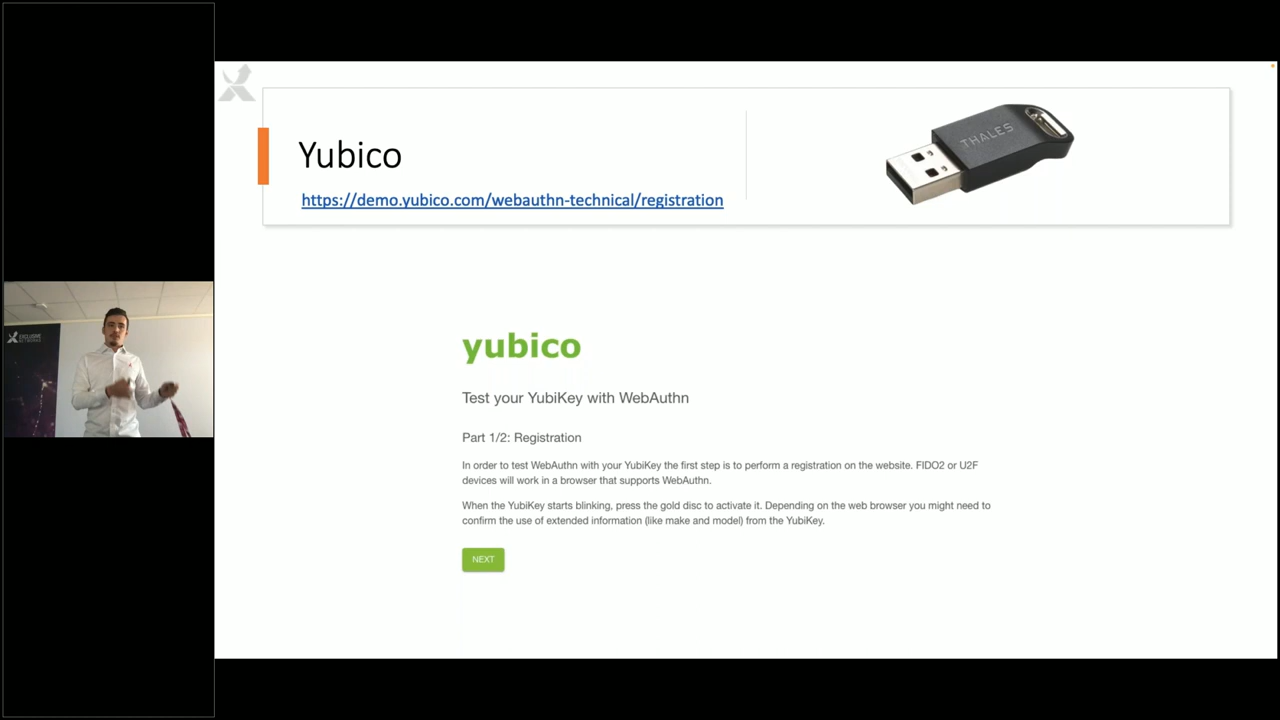 Yubico
https://demo.yubico.com/webauthn-technical/registration
THALES
yubico
Test your YubiKey with WebAuthn
Part 1/2: Registration
In order to test WebAuthn with your YubiKey the first step is to perform a registration on the website. FIDO2 or U2F
devices will work in a browser that supports WebAuthn.
When the YubiKey starts blinking, press the gold disc to activate it. Depending on the web browser you might need to
confirm the use of extended information (like make and model) from the YubiKey.
NEXT
EXCLUSIVE
NETWORKS